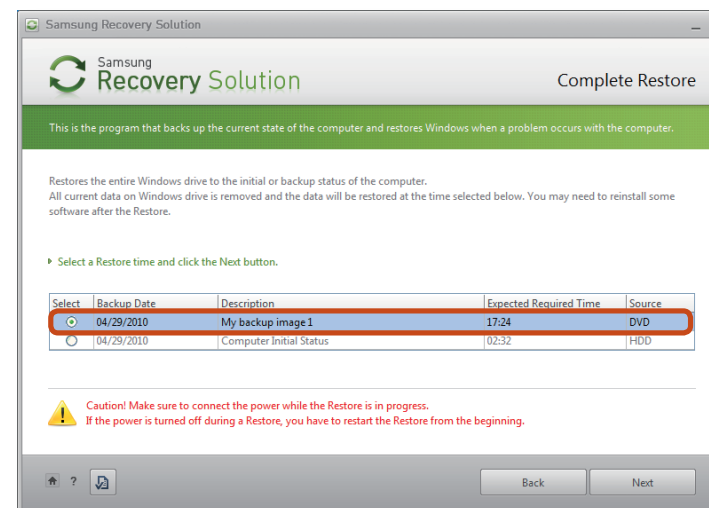 Samsung Recovery Solution
Samsung
Recovery Solution
Complete Restore
This is the program that backs up the current state of the computer and restores Windows when a problem occurs with the computer.
Restores the entire Windows drive to the initial or backup status of the computer.
All current data on Windows drive is removed and the data will be restored at the time selected below. You may need to reinstall some
software after the Restore.
Select a Restore time and click the Next button.
Select Backup Date Description Expected Required Time Source
04/29/2010 My backup image 1 17:24 DVD
04/29/2010 Computer Initial Status 02:32 HDD
Caution! Make sure to connect the power while the Restore is in progress.
If the power is turned off during a Restore, you have to restart the Restore from the beginning.
? Back Next